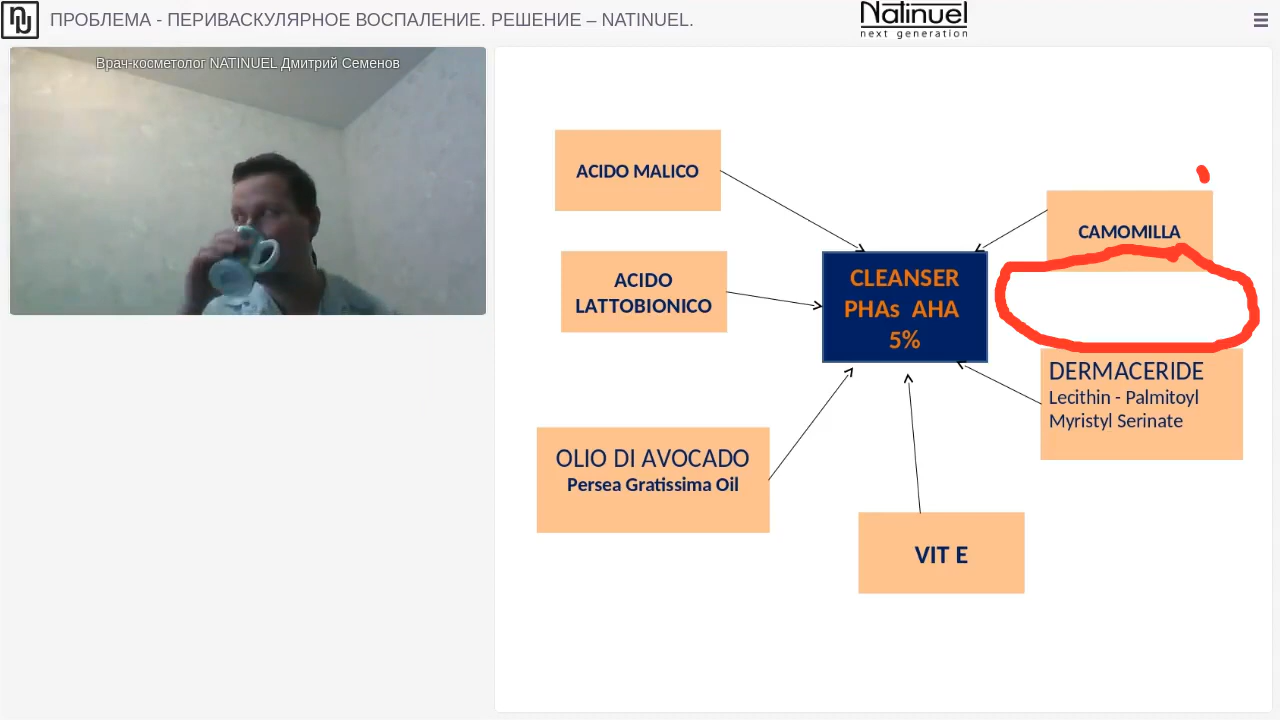 ПРОБЛЕМА - ПЕРИВАСКУЛЯРНОЕ ВОСПАЛЕНИЕ. РЕШЕНИЕ – NATINUEL.
Natinuel
next generation
Врач-косметолог NATINUEL Дмитрий Семенов
ACIDO MALICO
CAMOMILLA
ACIDO
LATTOBIONICO
CLEANSER
PHAs AHA
5%
DERMACERIDE
Lecithin - Palmitoyl
Myristyl Serinate
OLIO DI AVOCADO
Persea Gratissima Oil
VIT E